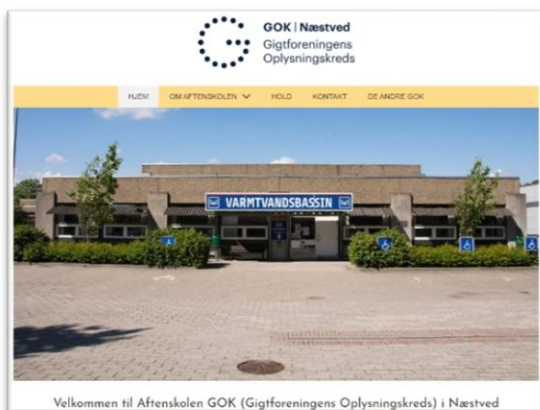 GOK | Næstved
Gigtforeningens
Oplysningskreds
HJEM OM AFTENSKOLEN HOLD KONTAKT DE ANDRE GOK
VARMTVANDSBASSIN
Velkommen til Aftenskolen GOK (Gigtforeningens Oplysningskreds) i Næstved